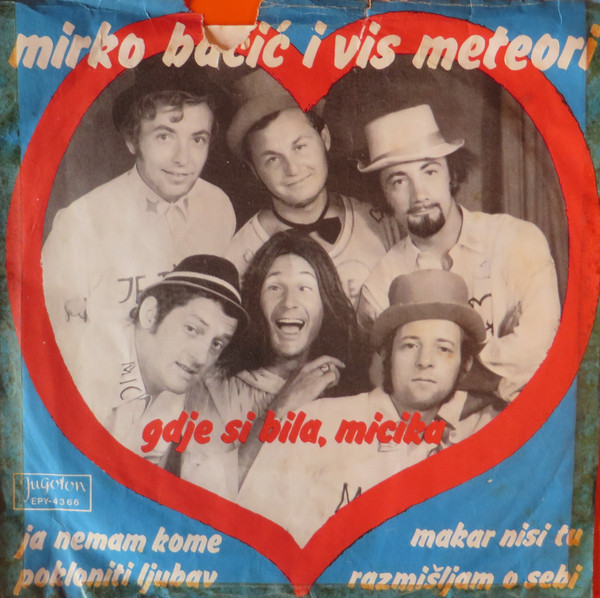 mirko bačić i vis meteori
gdje si bila, micika
Jugoton
EPY-4366
ja nemam kome
pokloniti ljubav
makar nisi tu
razmišljam o sebi